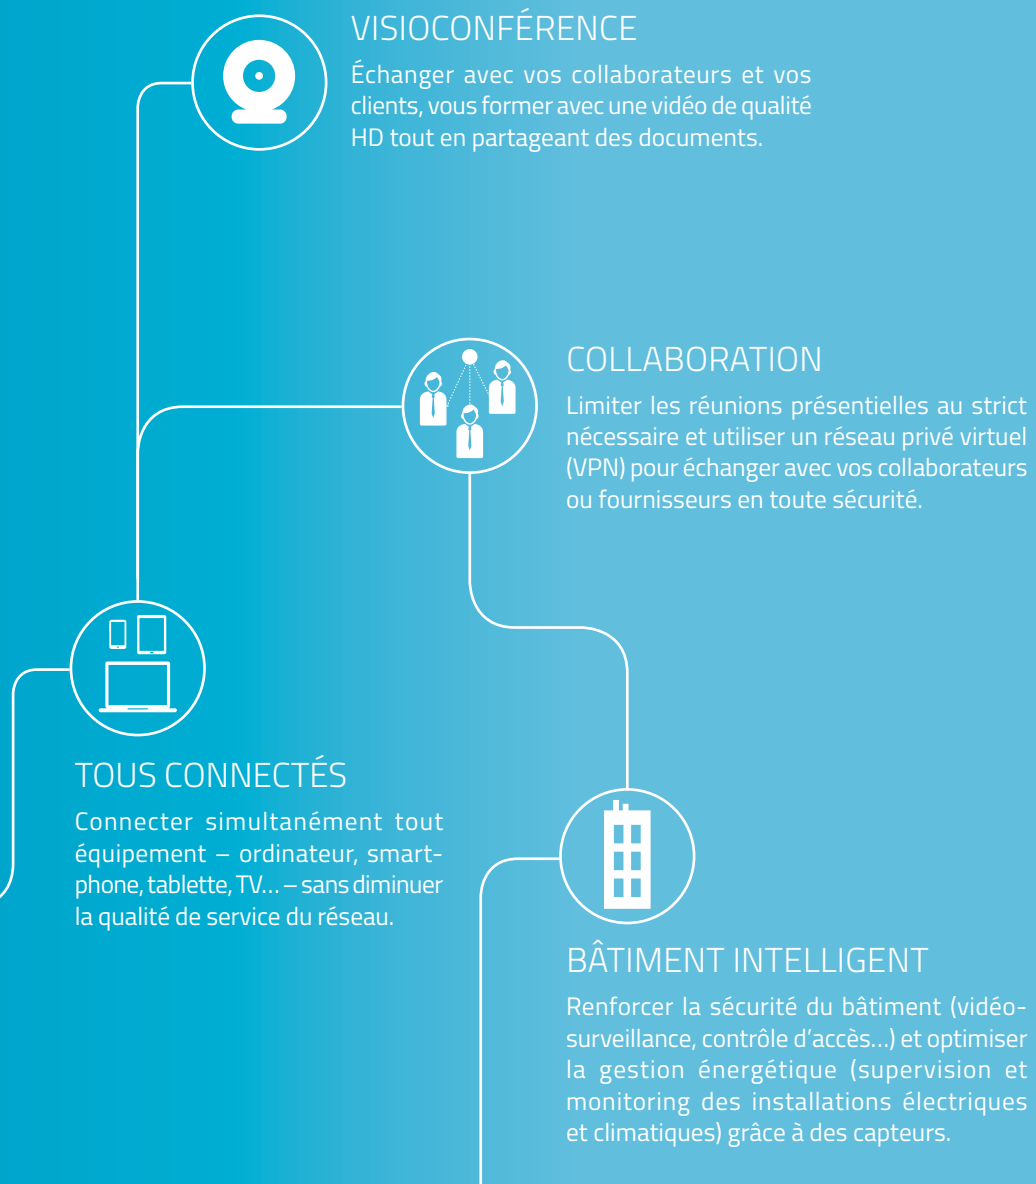 VISIOCONFÉRENCE
Échanger avec vos collaborateurs et vos
clients, vous former avec une vidéo de qualité
HD tout en partageant des documents.
COLLABORATION
Limiter les réunions présentielles au strict
nécessaire et utiliser un réseau privé virtuel
(VPN) pour échanger avec vos collaborateurs
ou fournisseurs en toute sécurité.
TOUS CONNECTÉS
Connecter simultanément tout
équipement – ordinateur, smart-
phone, tablette, TV... – sans diminuer
la qualité de service du réseau.
BÂTIMENT INTELLIGENT
Renforcer la sécurité du bâtiment (vidéo-
surveillance, contrôle d'accès...) et optimiser
la gestion énergétique (supervision et
monitoring des installations électriques
et climatiques) grâce à des capteurs.